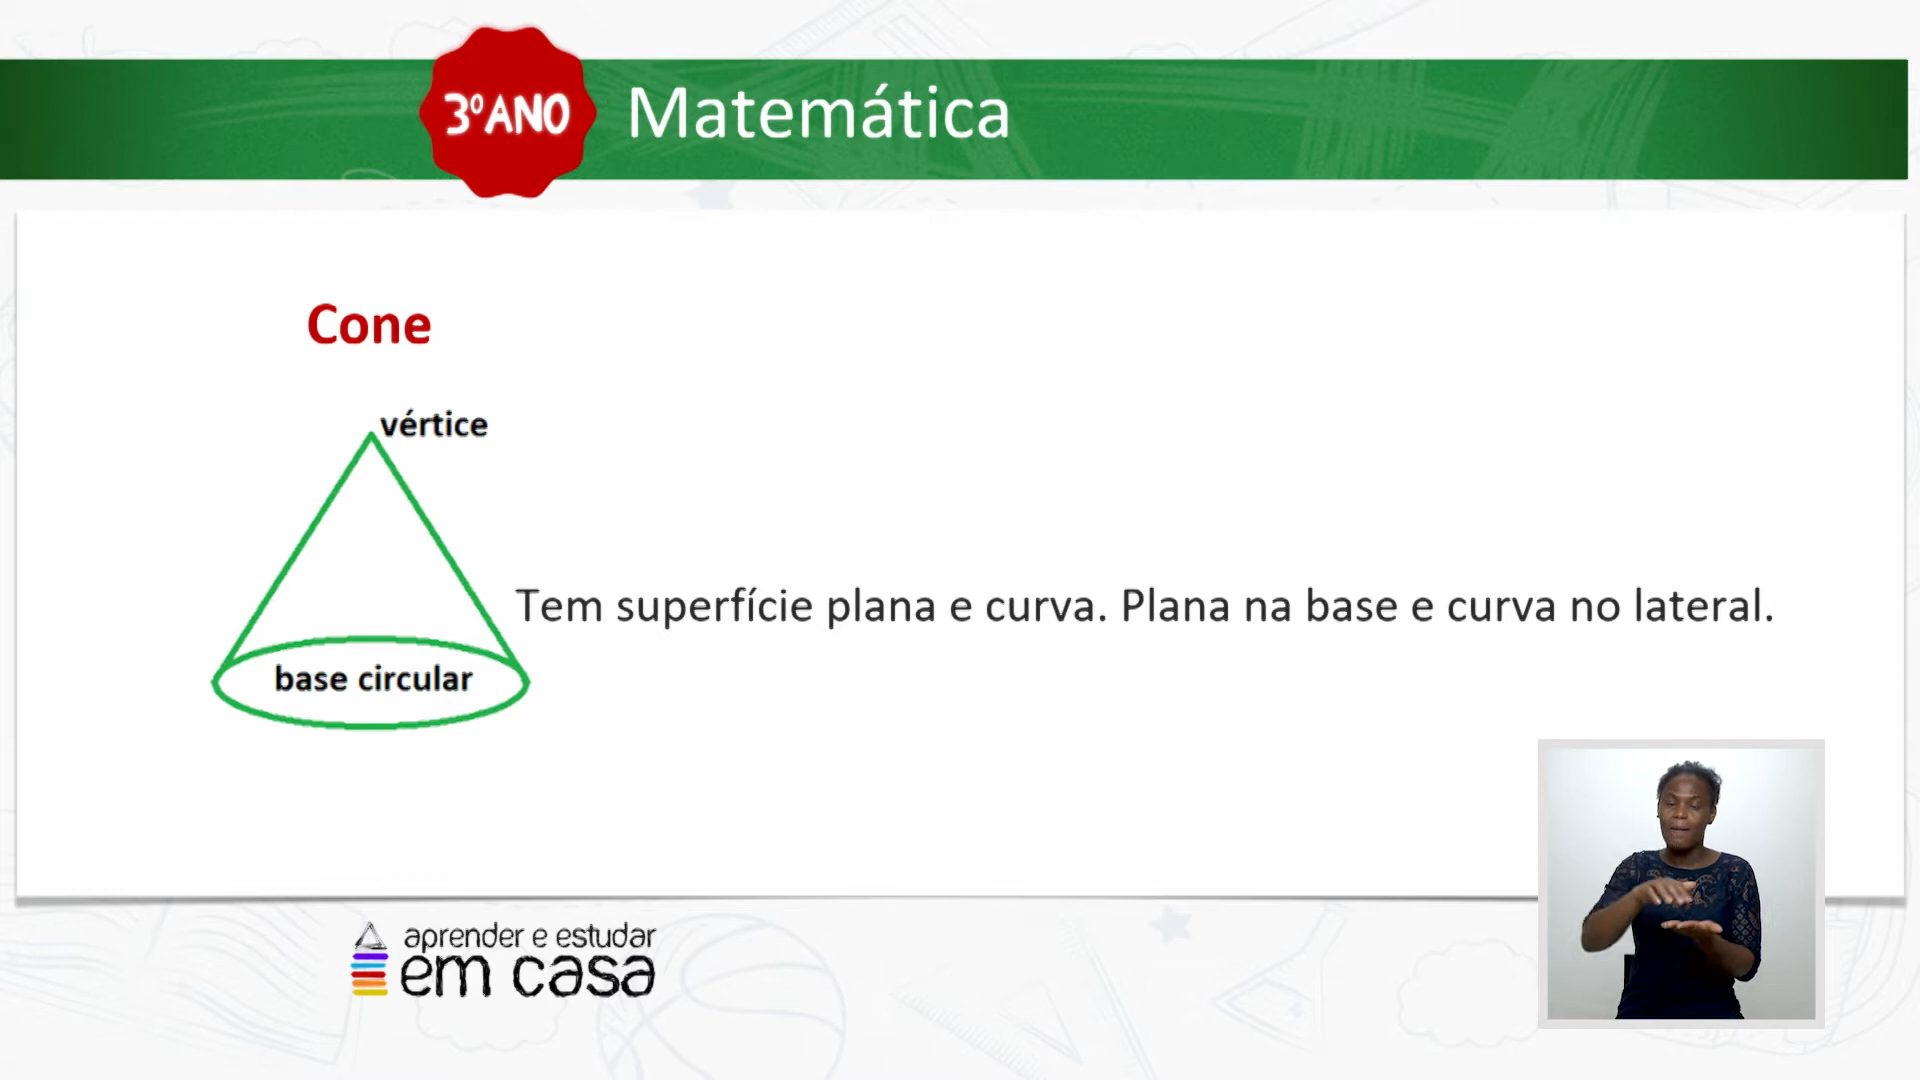 3ºANO
Matemática
Cone
vértice
Tem superfície plana e curva. Plana na base e curva no lateral.
base circular
aprender e estudar
em casa